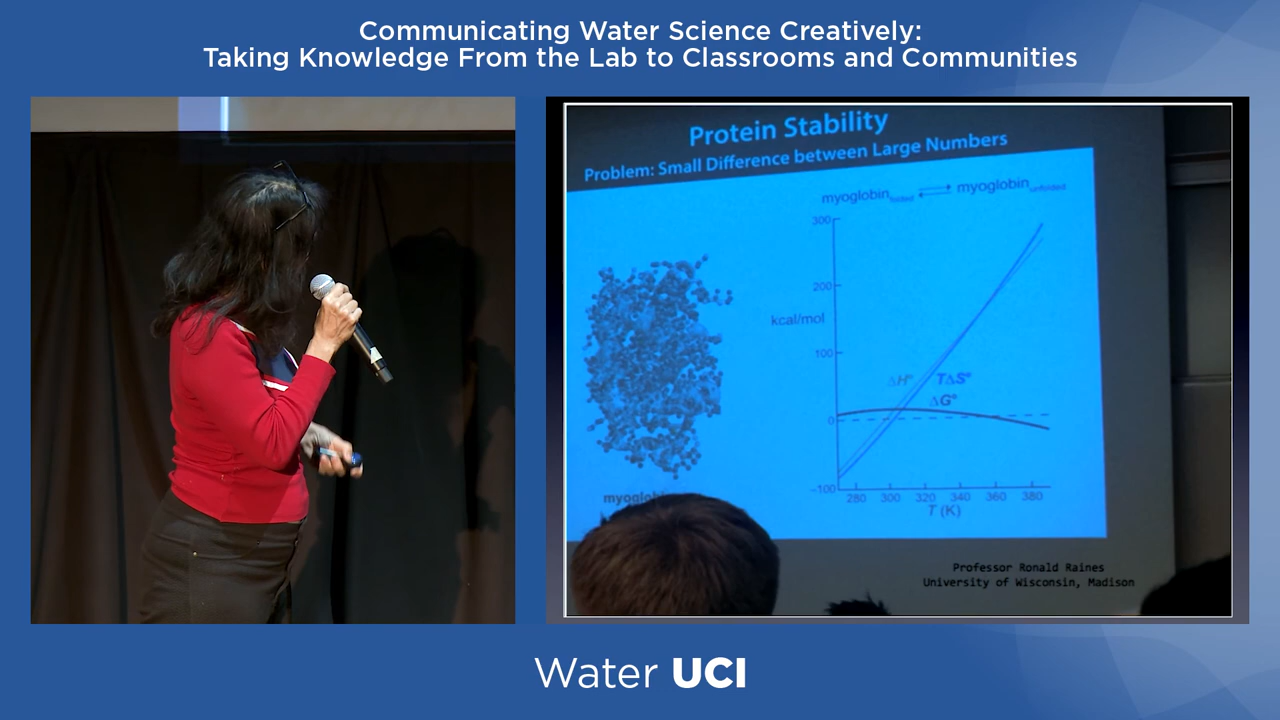 Communicating Water Science Creatively:
Taking Knowledge From the Lab to Classrooms and Communities
Protein Stability
Problem: Small Difference between Large Numbers
myoglobin folded myoglobin unfolded
300
200
kcal/mol
100
ΔH° TΔS°
ΔG°
0
−100
280 300 320 340 360 380
T (K)
Professor Ronald Raines
University of Wisconsin, Madison
Water UCI